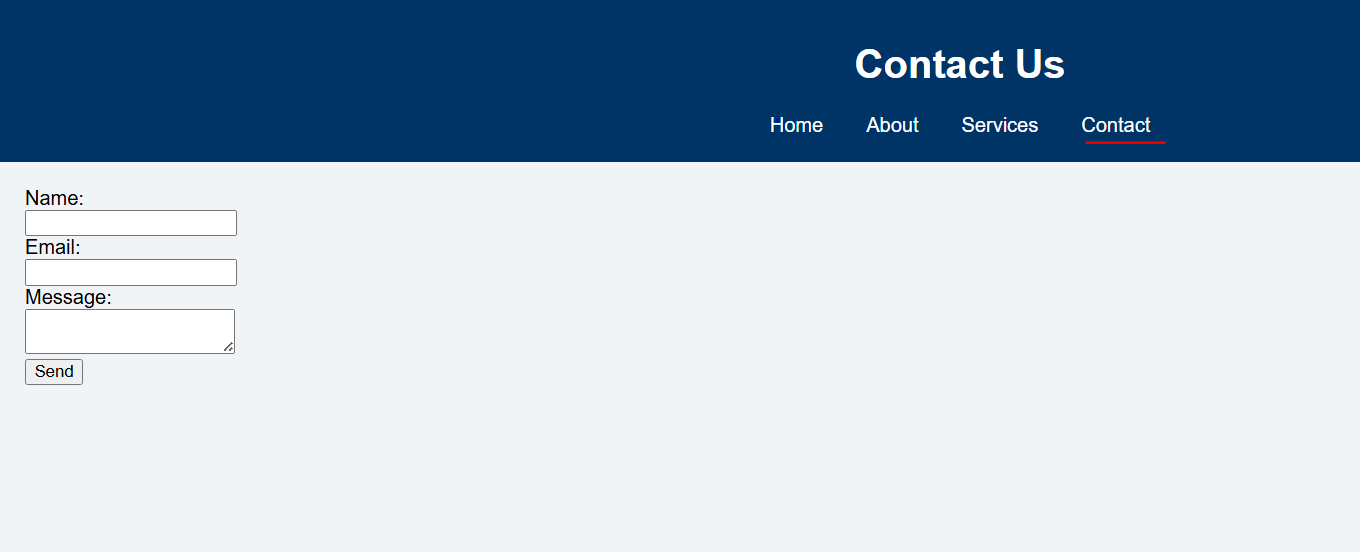 Contact Us
Home About Services Contact
Name:
Email:
Message:
Send